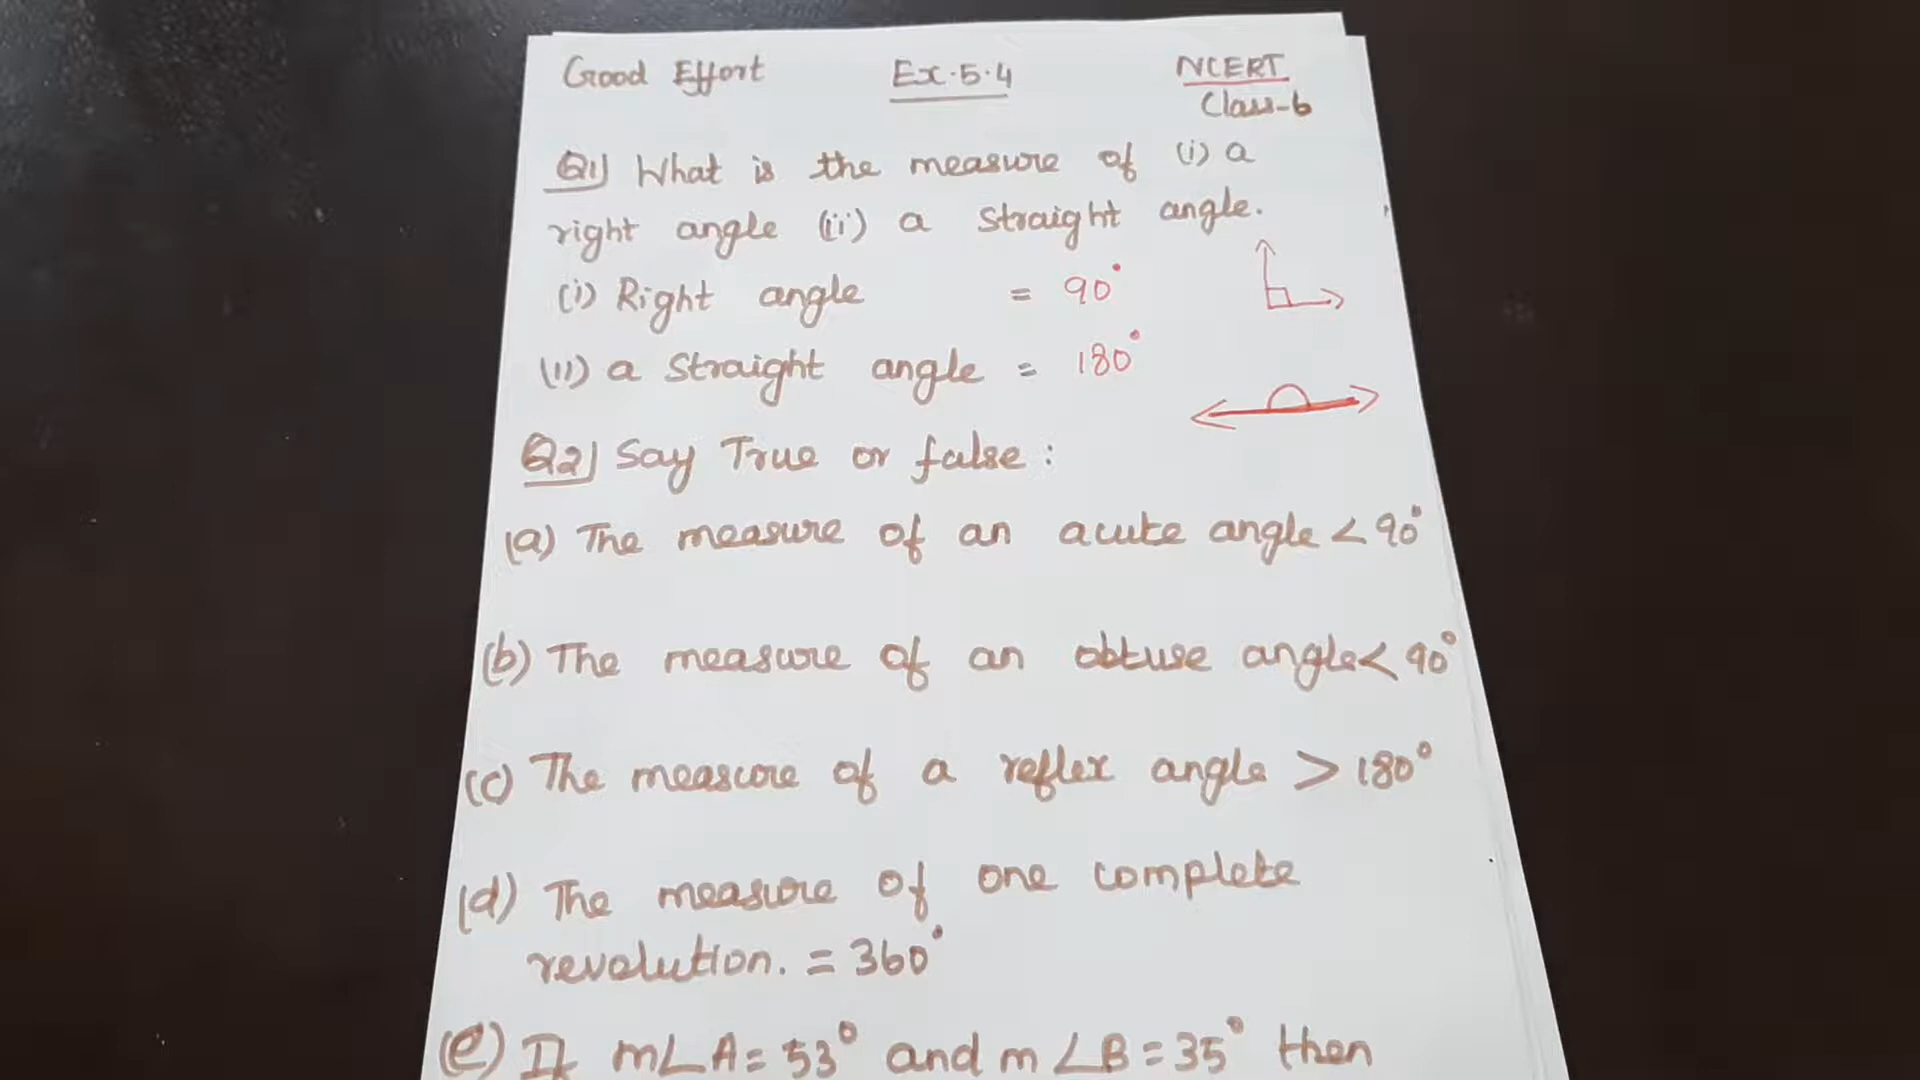 Good Effort Ex.5.4 NCERT
Class-6
Q1) What is the measure of (i) a
right angle (ii) a straight angle.
(i) Right angle = 90°
(ii) a Straight angle = 180°
Q2) Say True or false :
(a) The measure of an acute angle < 90°
(b) The measure of an obtuse angle < 90°
(c) The measure of a reflex angle > 180°
(d) The measure of one complete
revolution. = 360°
(e) If m∠A = 53° and m∠B = 35° then